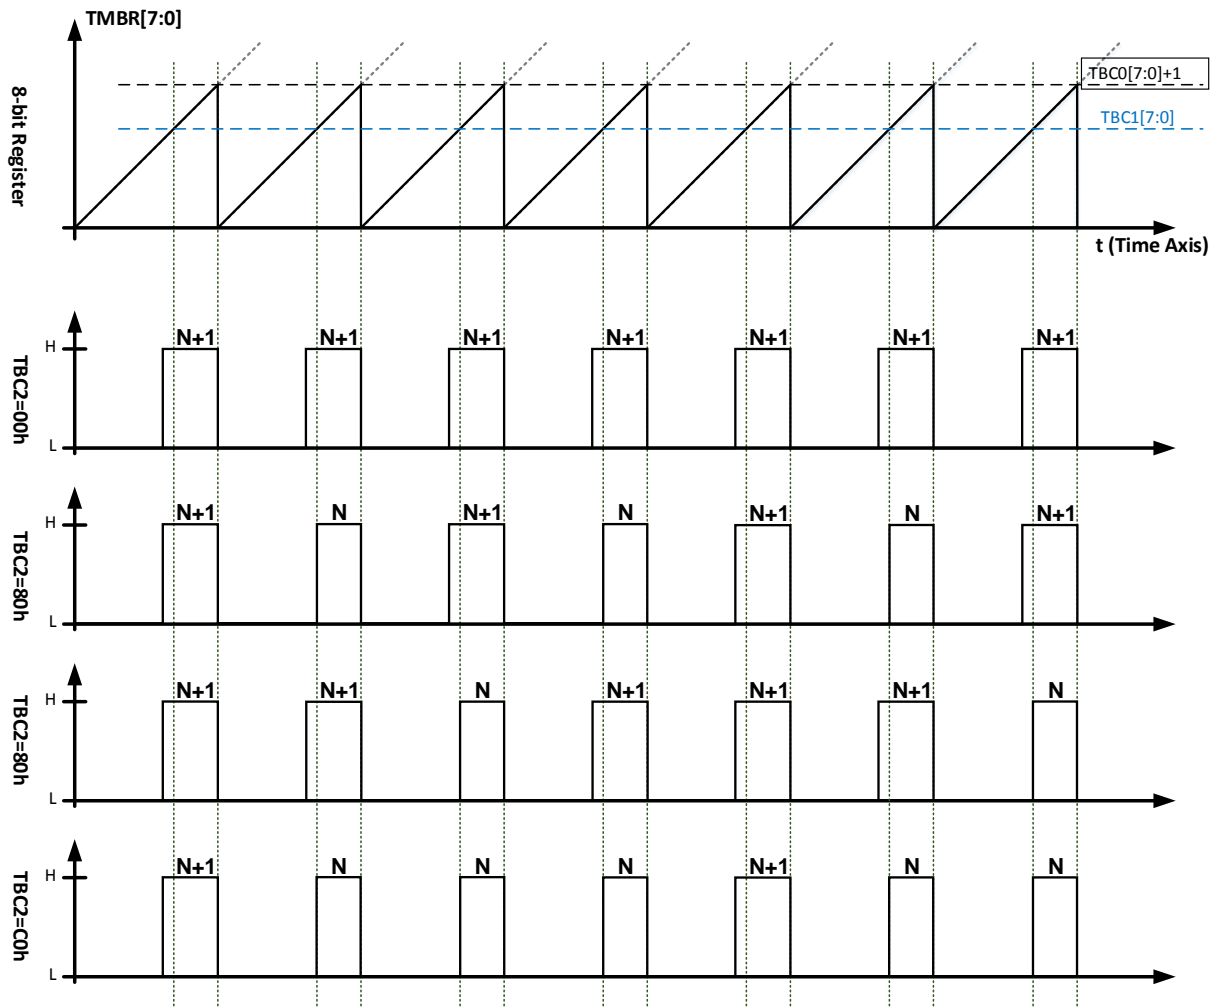 TMBR[7:0]
8-bit Register
TBC0[7:0]+1
TBC1[7:0]
t (Time Axis)
TBC2=00h
H
L
N+1 N+1 N+1 N+1 N+1 N+1 N+1
TBC2=80h
H
L
N+1 N N+1 N N+1 N N+1
TBC2=80h
H
L
N+1 N+1 N N+1 N+1 N+1 N
TBC2=C0h
H
L
N+1 N N N N+1 N N